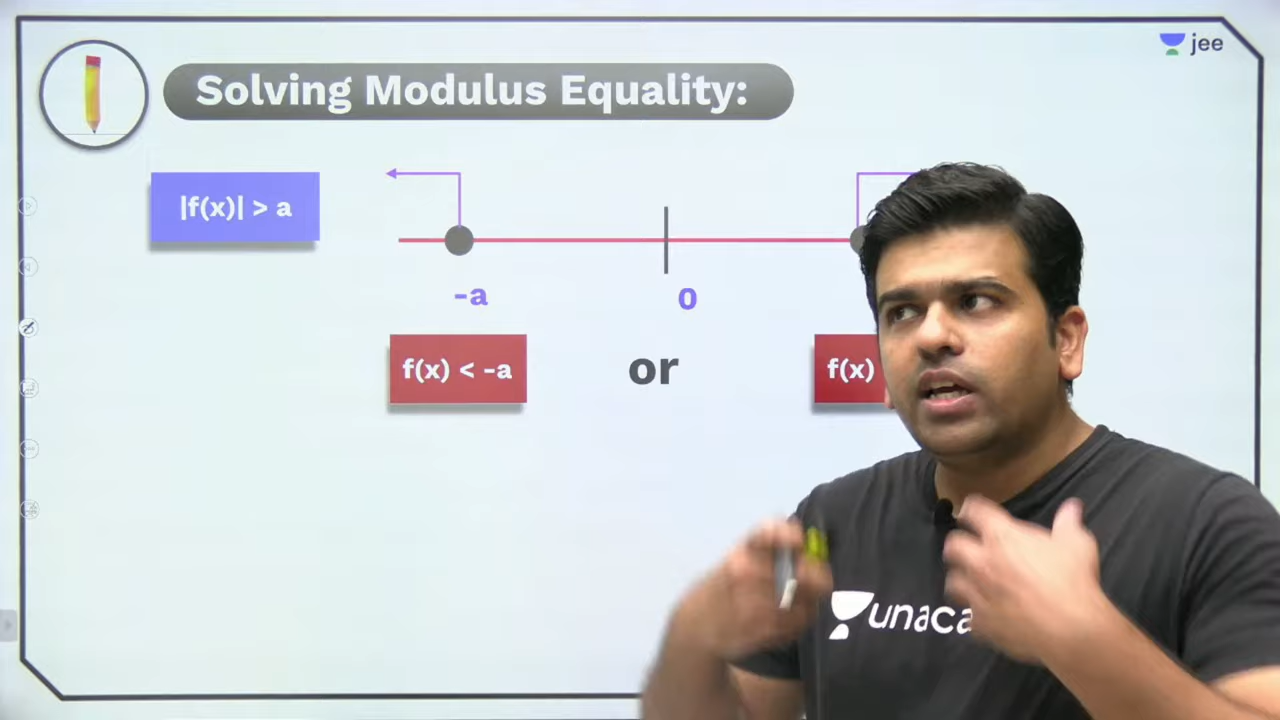 jee
Solving Modulus Equality:
|f(x)| > a
-a
0
f(x) < -a
or
f(x)
unaca